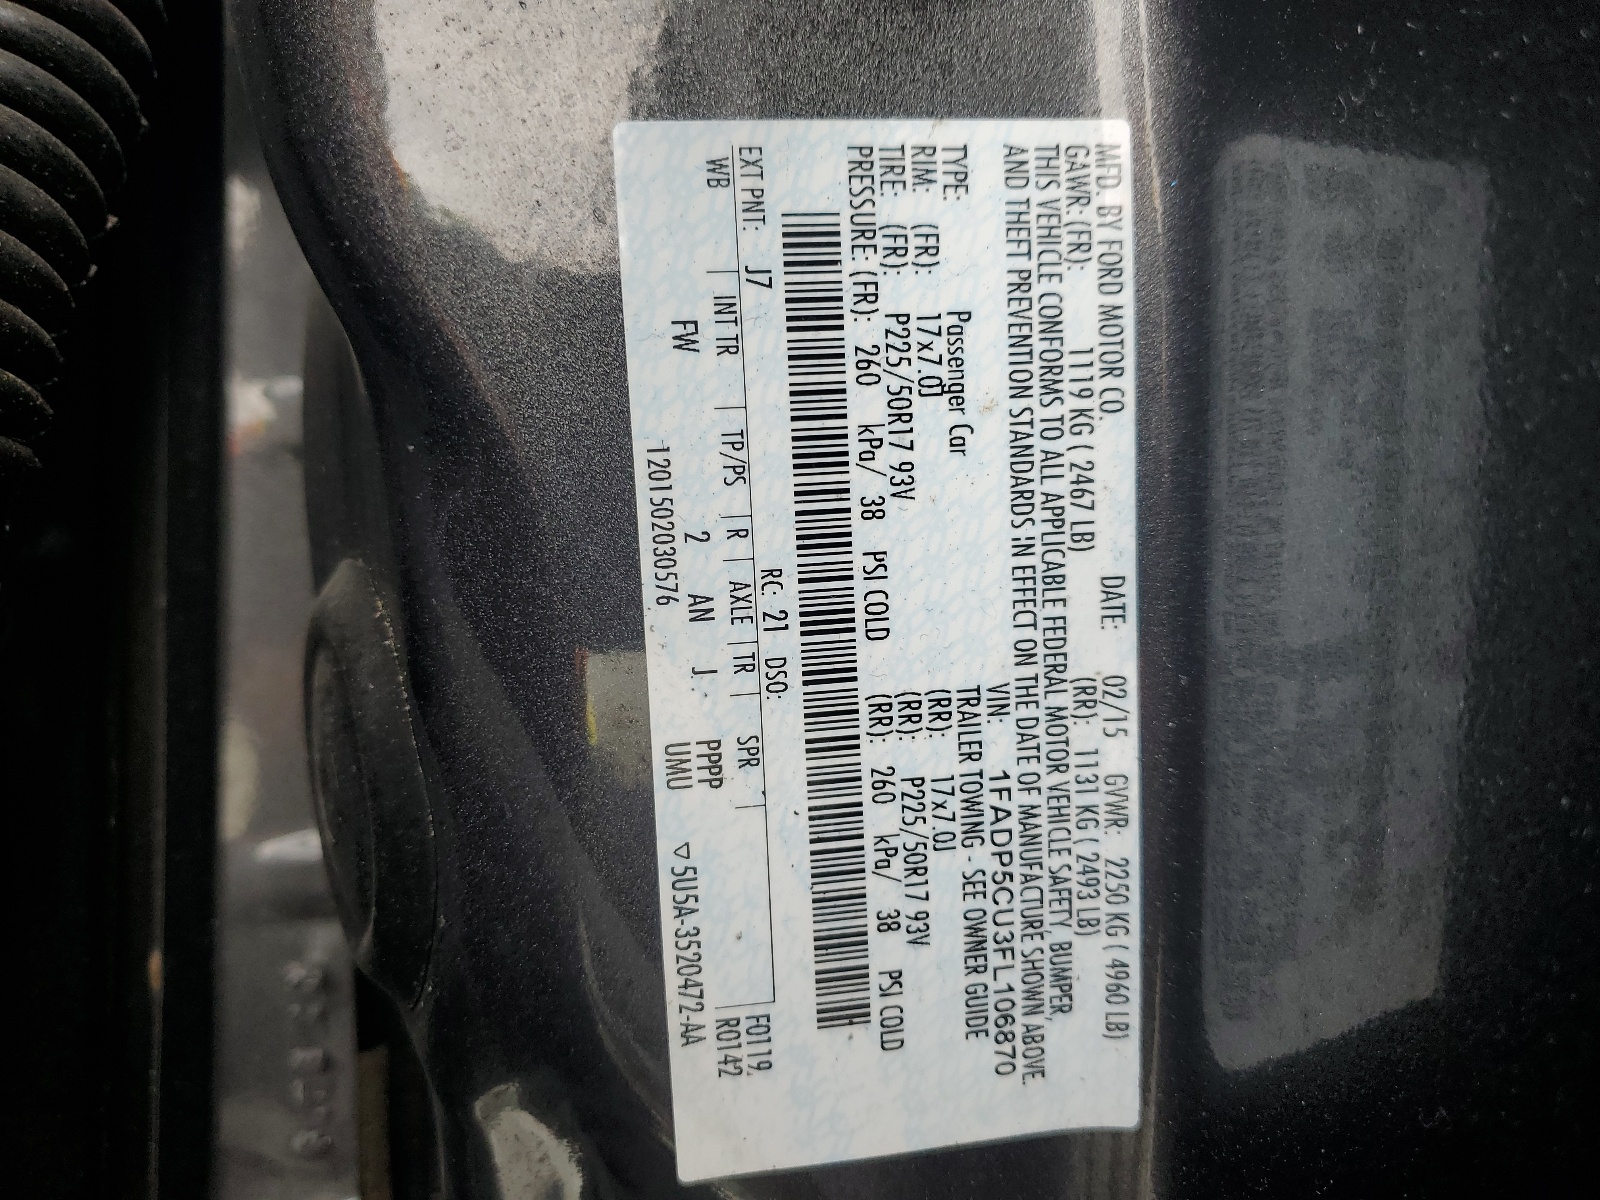 MFD. BY FORD MOTOR CO. DATE: 02/15 GVWR: 2250 KG ( 4960 LB)
GAWR: (FR): 1119 KG ( 2467 LB) (RR): 1131 KG ( 2493 LB)
THIS VEHICLE CONFORMS TO ALL APPLICABLE FEDERAL MOTOR VEHICLE SAFETY, BUMPER,
AND THEFT PREVENTION STANDARDS IN EFFECT ON THE DATE OF MANUFACTURE SHOWN ABOVE.
VIN: 1FADP5CU3FL106870
TYPE: Passenger Car TRAILER TOWING - SEE OWNER GUIDE
RIM: (FR): 17x7.0J (RR): 17x7.0J
TIRE: (FR): P225/50R17 93V (RR): P225/50R17 93V
PRESSURE: (FR): 260 kPa/ 38 PSI COLD (RR): 260 kPa/ 38 PSI COLD
RC: 21 DSO: F0119
EXT PNT: J7 R0142
WB | INT TR | TP/PS | R | AXLE | TR | SPR |
FW 2 AN J PPPP
UMU
1201502030576 ▽5U5A-3520472-AA